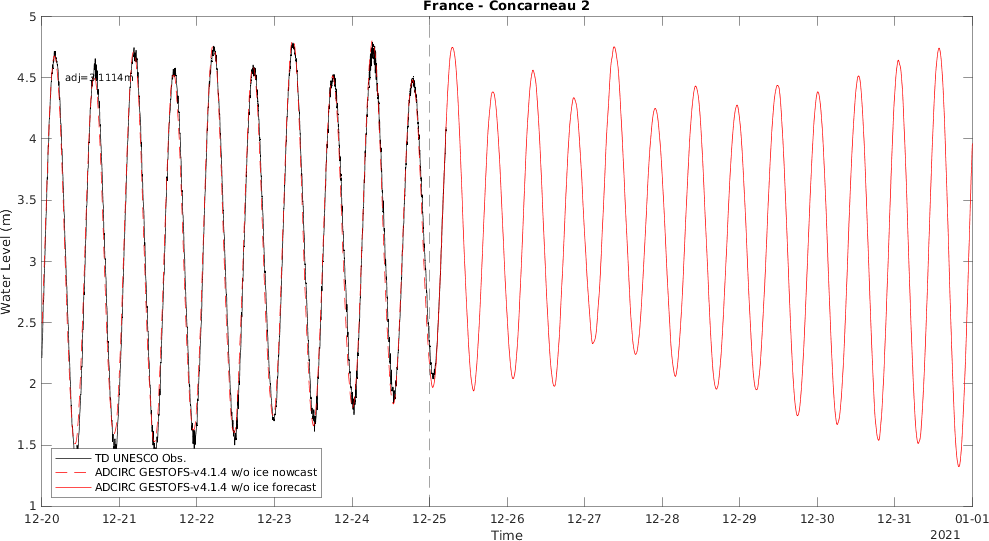 France - Concarneau 2
5
4.5
4
3.5
3
2.5
2
1.5
1
Water Level (m)
adj=3.1114m
TD UNESCO Obs.
ADCIRC GESTOFS-v4.1.4 w/o ice nowcast
ADCIRC GESTOFS-v4.1.4 w/o ice forecast
12-20 12-21 12-22 12-23 12-24 12-25 12-26 12-27 12-28 12-29 12-30 12-31 01-01
Time
2021